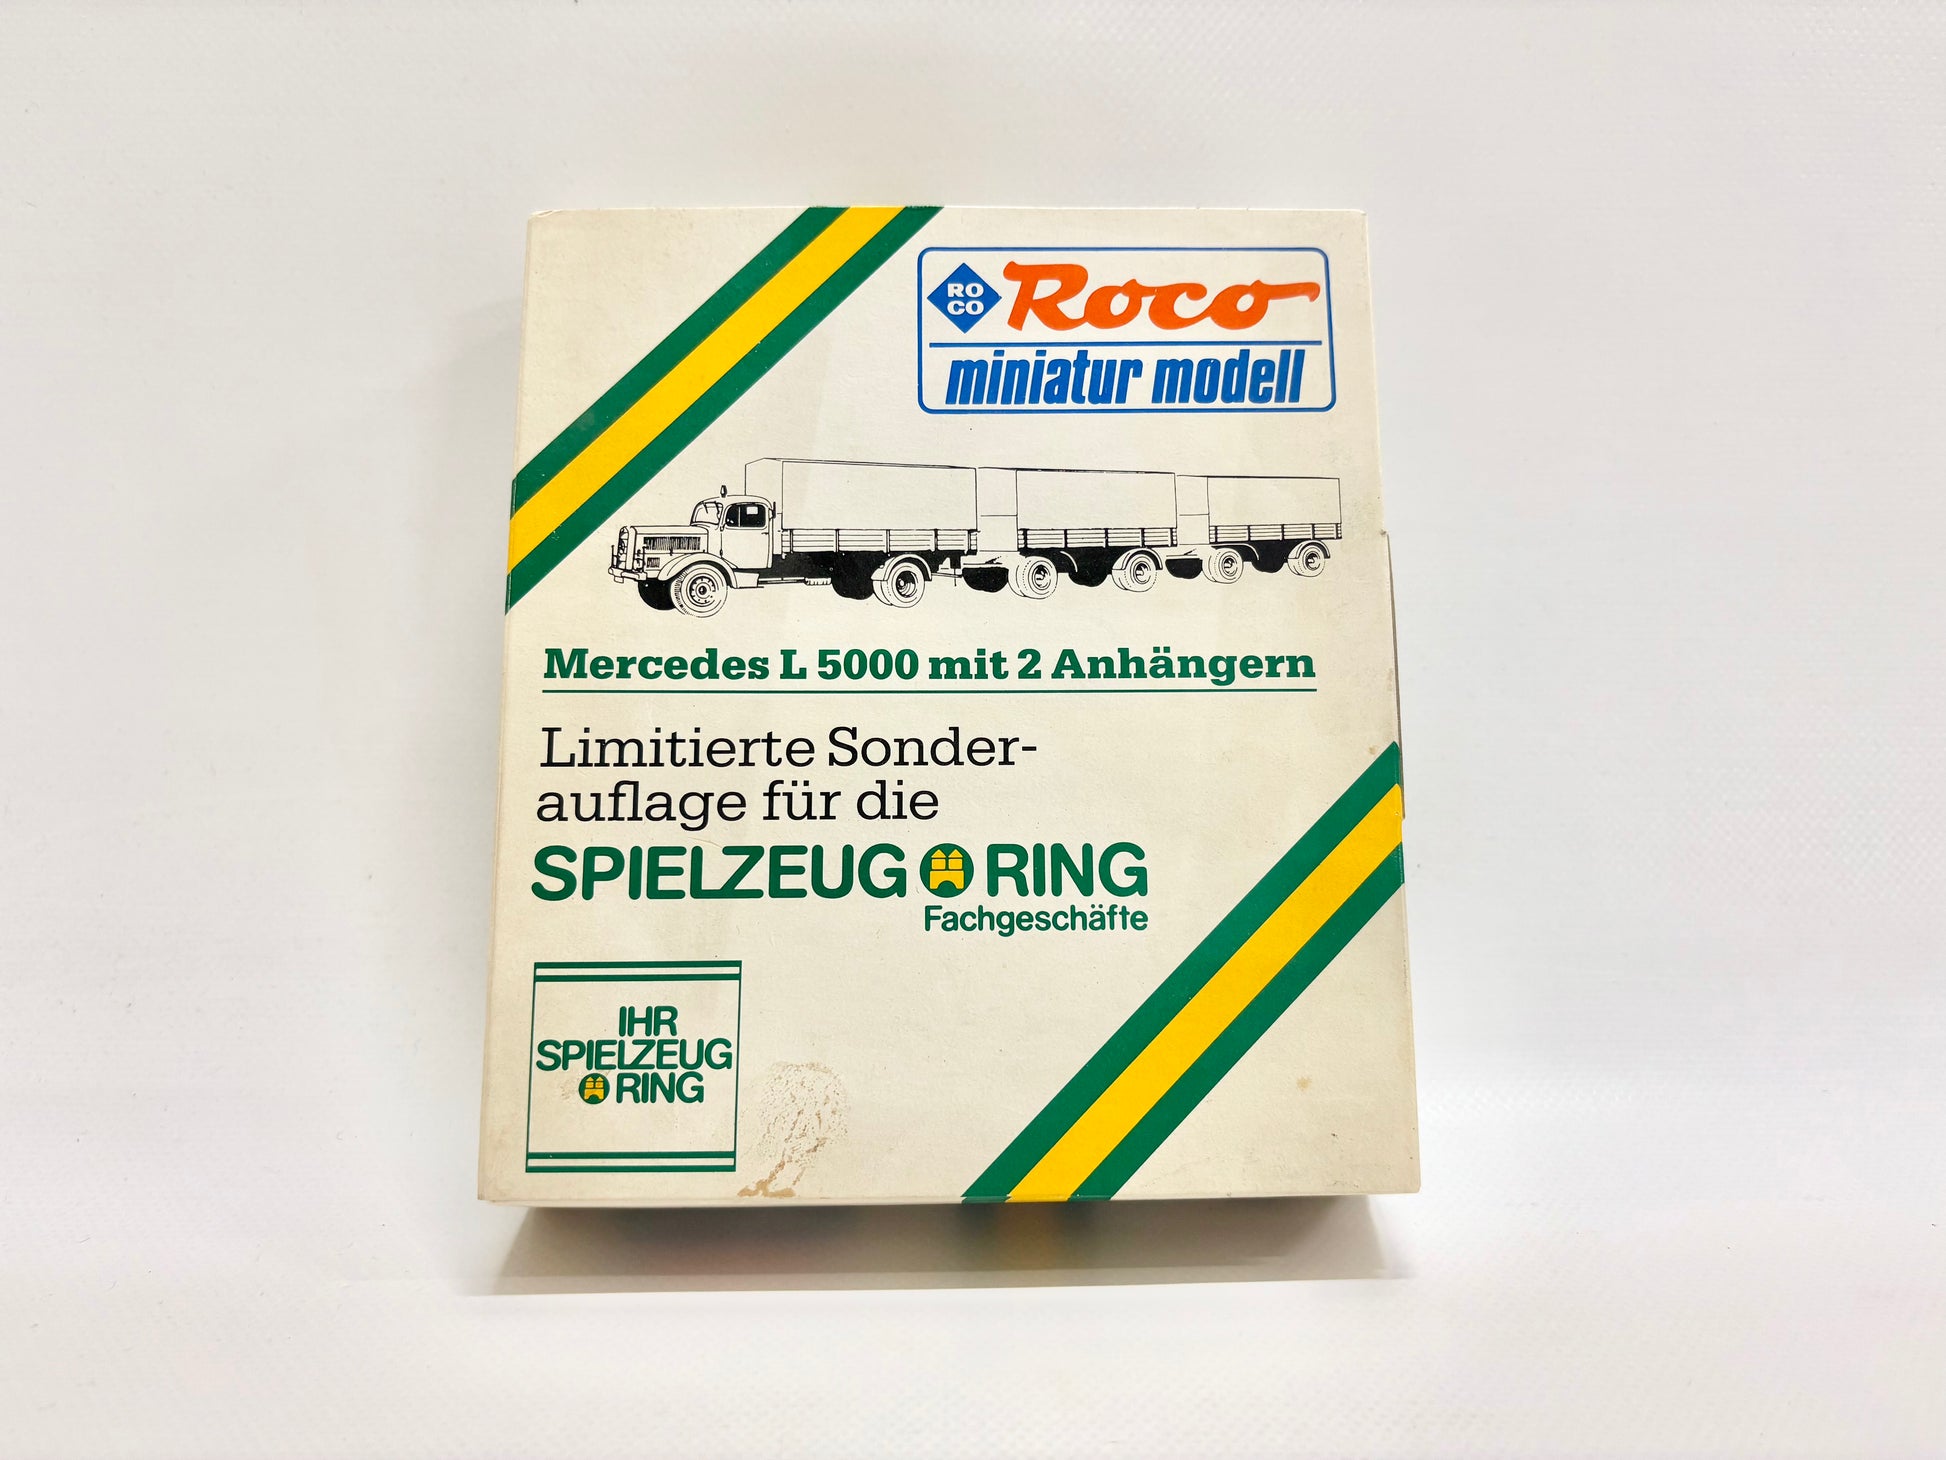 RO
CO
Roco
miniatur modell
Mercedes L 5000 mit 2 Anhängern
Limitierte Sonder-
auflage für die
SPIELZEUG RING
Fachgeschäfte
IHR
SPIELZEUG
RING